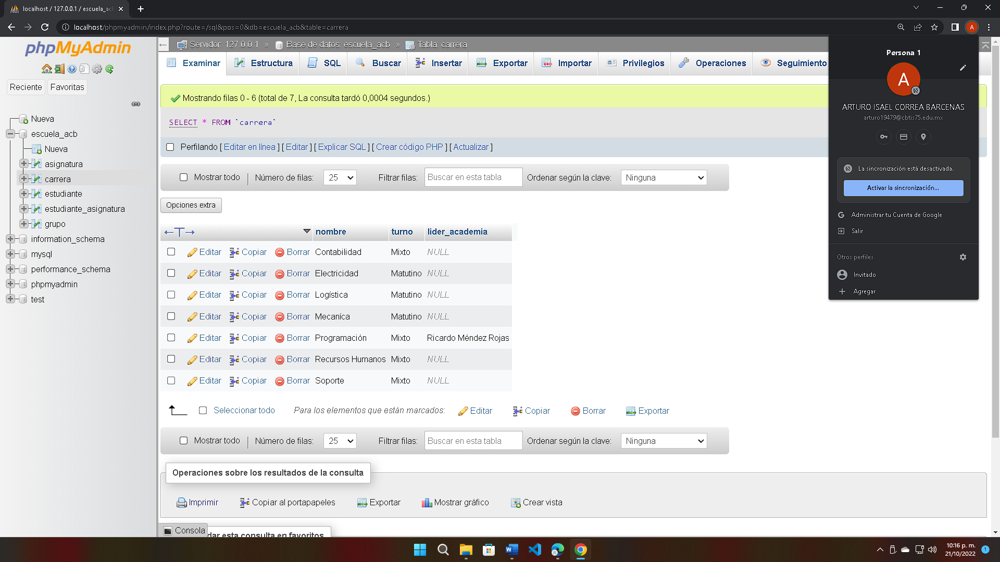 localhost / 127.0.0.1 / escuela_acb
localhost/phpmyadmin/index.php?route=/sql&pos=0&db=escuela_acb&table=carrera
A
phpMyAdmin
Reciente Favoritas
Nueva
escuela_acb
Nueva
asignatura
carrera
estudiante
estudiante_asignatura
grupo
information_schema
mysql
performance_schema
phpmyadmin
test
Servidor: 127.0.0.1 » Base de datos: escuela_acb » Tabla: carrera
Examinar Estructura SQL Buscar Insertar Exportar Importar Privilegios Operaciones Seguimiento
Mostrando filas 0 - 6 (total de 7, La consulta tardó 0,0004 segundos.)
SELECT * FROM `carrera`
Perfilando [ Editar en línea ] [ Editar ] [ Explicar SQL ] [ Crear código PHP ] [ Actualizar ]
Mostrar todo Número de filas: 25 Filtrar filas: Buscar en esta tabla Ordenar según la clave: Ninguna
Opciones extra
←T→ nombre turno lider_academia
Editar Copiar Borrar Contabilidad Mixto NULL
Editar Copiar Borrar Electricidad Matutino NULL
Editar Copiar Borrar Logística Matutino NULL
Editar Copiar Borrar Mecaníca Matutino NULL
Editar Copiar Borrar Programación Mixto Ricardo Méndez Rojas
Editar Copiar Borrar Recursos Humanos Mixto NULL
Editar Copiar Borrar Soporte Mixto NULL
Seleccionar todo Para los elementos que están marcados: Editar Copiar Borrar Exportar
Mostrar todo Número de filas: 25 Filtrar filas: Buscar en esta tabla Ordenar según la clave: Ninguna
Operaciones sobre los resultados de la consulta
Imprimir Copiar al portapapeles Exportar Mostrar gráfico Crear vista
Consola
dar esta consulta en favoritos
Persona 1
A
ARTURO ISAEL CORREA BARCENAS
arturo19479@cbtis75.edu.mx
La sincronización está desactivada.
Activar la sincronización...
Administrar tu Cuenta de Google
Salir
Otros perfiles
Invitado
Agregar
10:16 p. m.
21/10/2022
1